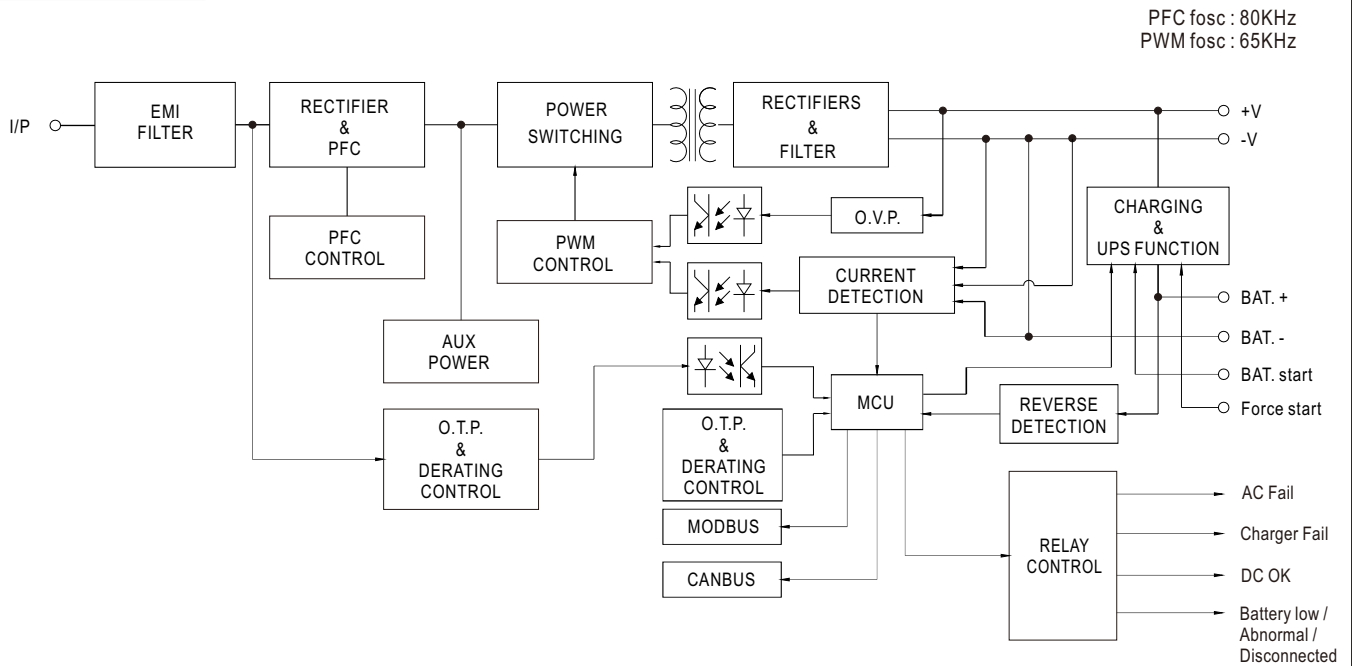 PFC fosc : 80KHz
PWM fosc : 65KHz
I/P
EMI
FILTER
RECTIFIER
&
PFC
POWER
SWITCHING
RECTIFIERS
&
FILTER
+V
-V
PFC
CONTROL
PWM
CONTROL
O.V.P.
CHARGING
&
UPS FUNCTION
CURRENT
DETECTION
BAT. +
BAT. -
AUX
POWER
BAT. start
MCU
REVERSE
DETECTION
Force start
O.T.P.
&
DERATING
CONTROL
O.T.P.
&
DERATING
CONTROL
MODBUS
CANBUS
RELAY
CONTROL
AC Fail
Charger Fail
DC OK
Battery low /
Abnormal /
Disconnected